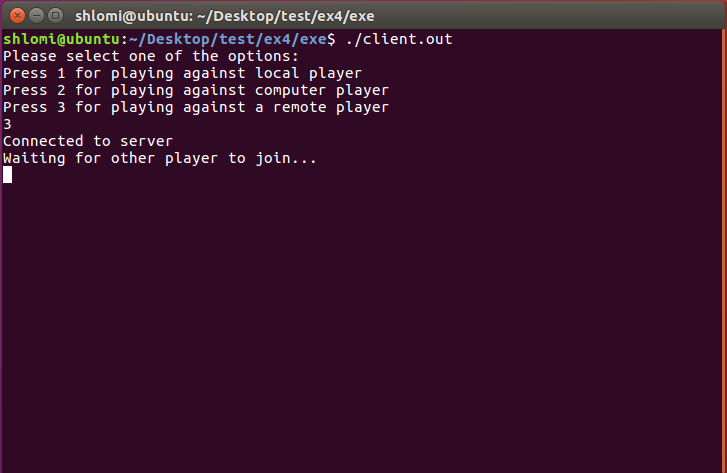 shlomi@ubuntu: ~/Desktop/test/ex4/exe
shlomi@ubuntu:~/Desktop/test/ex4/exe$ ./client.out
Please select one of the options:
Press 1 for playing against local player
Press 2 for playing against computer player
Press 3 for playing against a remote player
3
Connected to server
Waiting for other player to join...